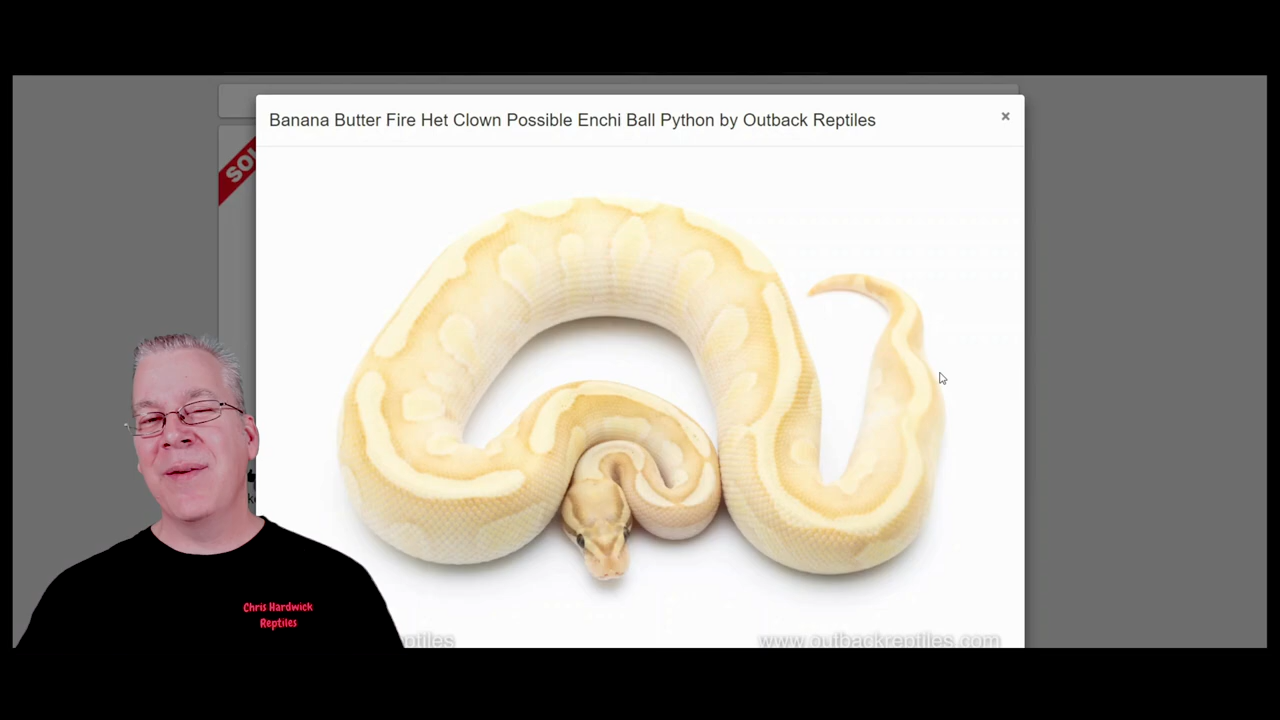 Banana Butter Fire Het Clown Possible Enchi Ball Python by Outback Reptiles
×
Chris Hardwick
Reptiles
www.outbackreptiles.com